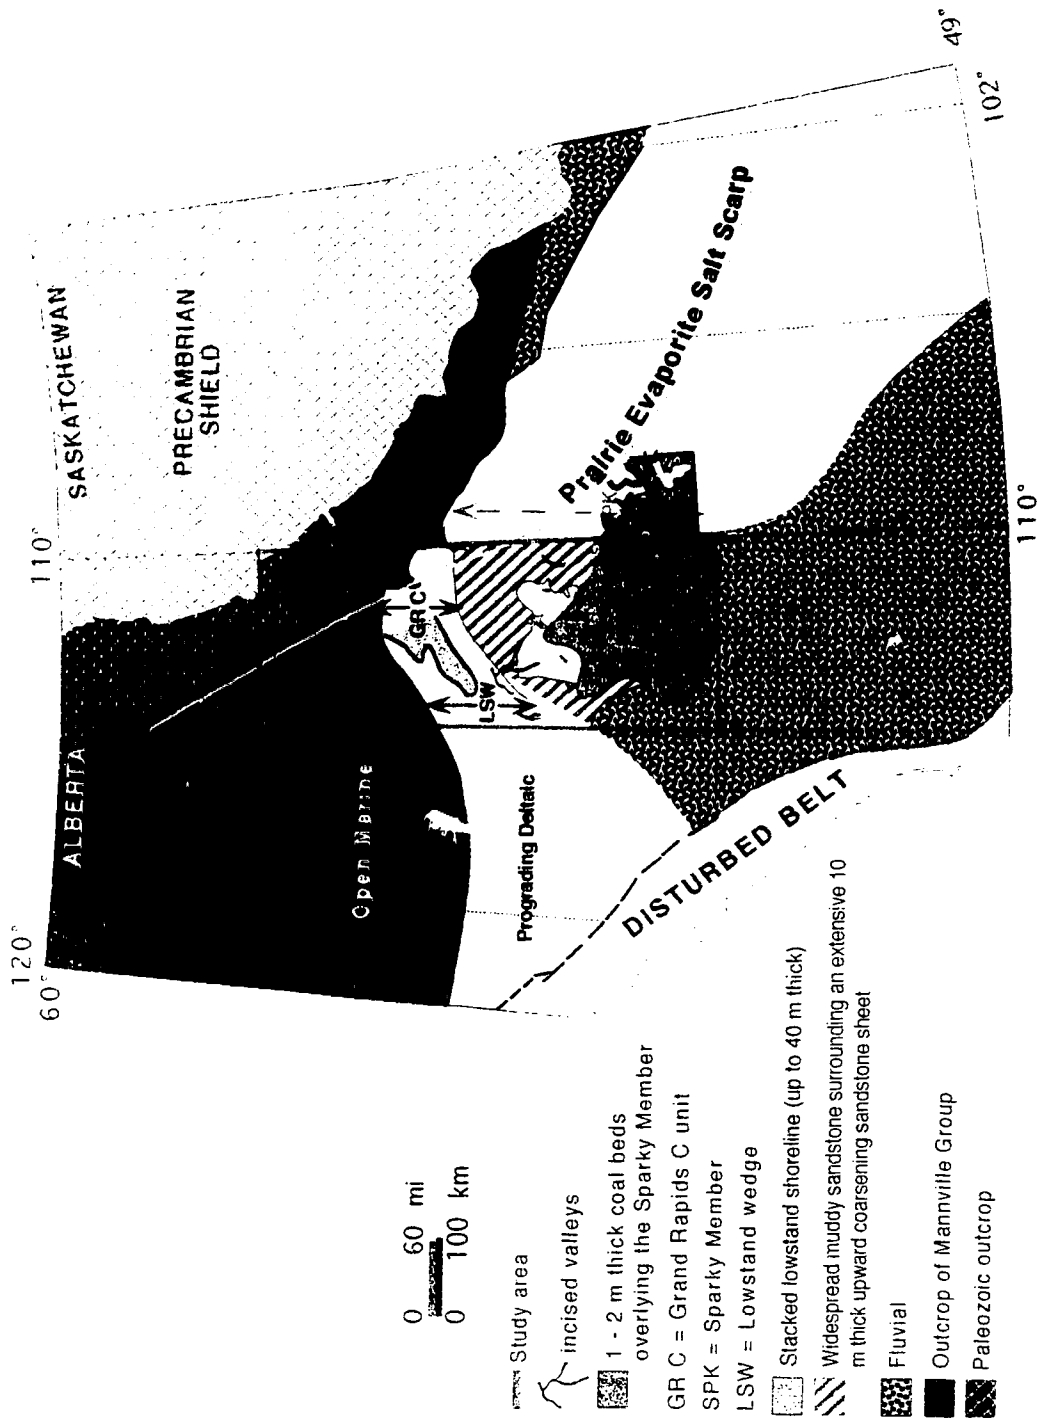 120°
60°
ALBERTA
110°
SASKATCHEWAN
PRECAMBRIAN
SHIELD
Open Marine
GR C
LSW
Prograding Deltaic
Prairie Evaporite Salt Scarp
DISTURBED BELT
110°
102°
49°
0 60 mi
0 100 km
Study area
incised valleys
1 - 2 m thick coal beds
overlying the Sparky Member
GR C = Grand Rapids C unit
SPK = Sparky Member
LSW = Lowstand wedge
Stacked lowstand shoreline (up to 40 m thick)
Widespread muddy sandstone surrounding an extensive 10
m thick upward coarsening sandstone sheet
Fluvial
Outcrop of Mannville Group
Paleozoic outcrop